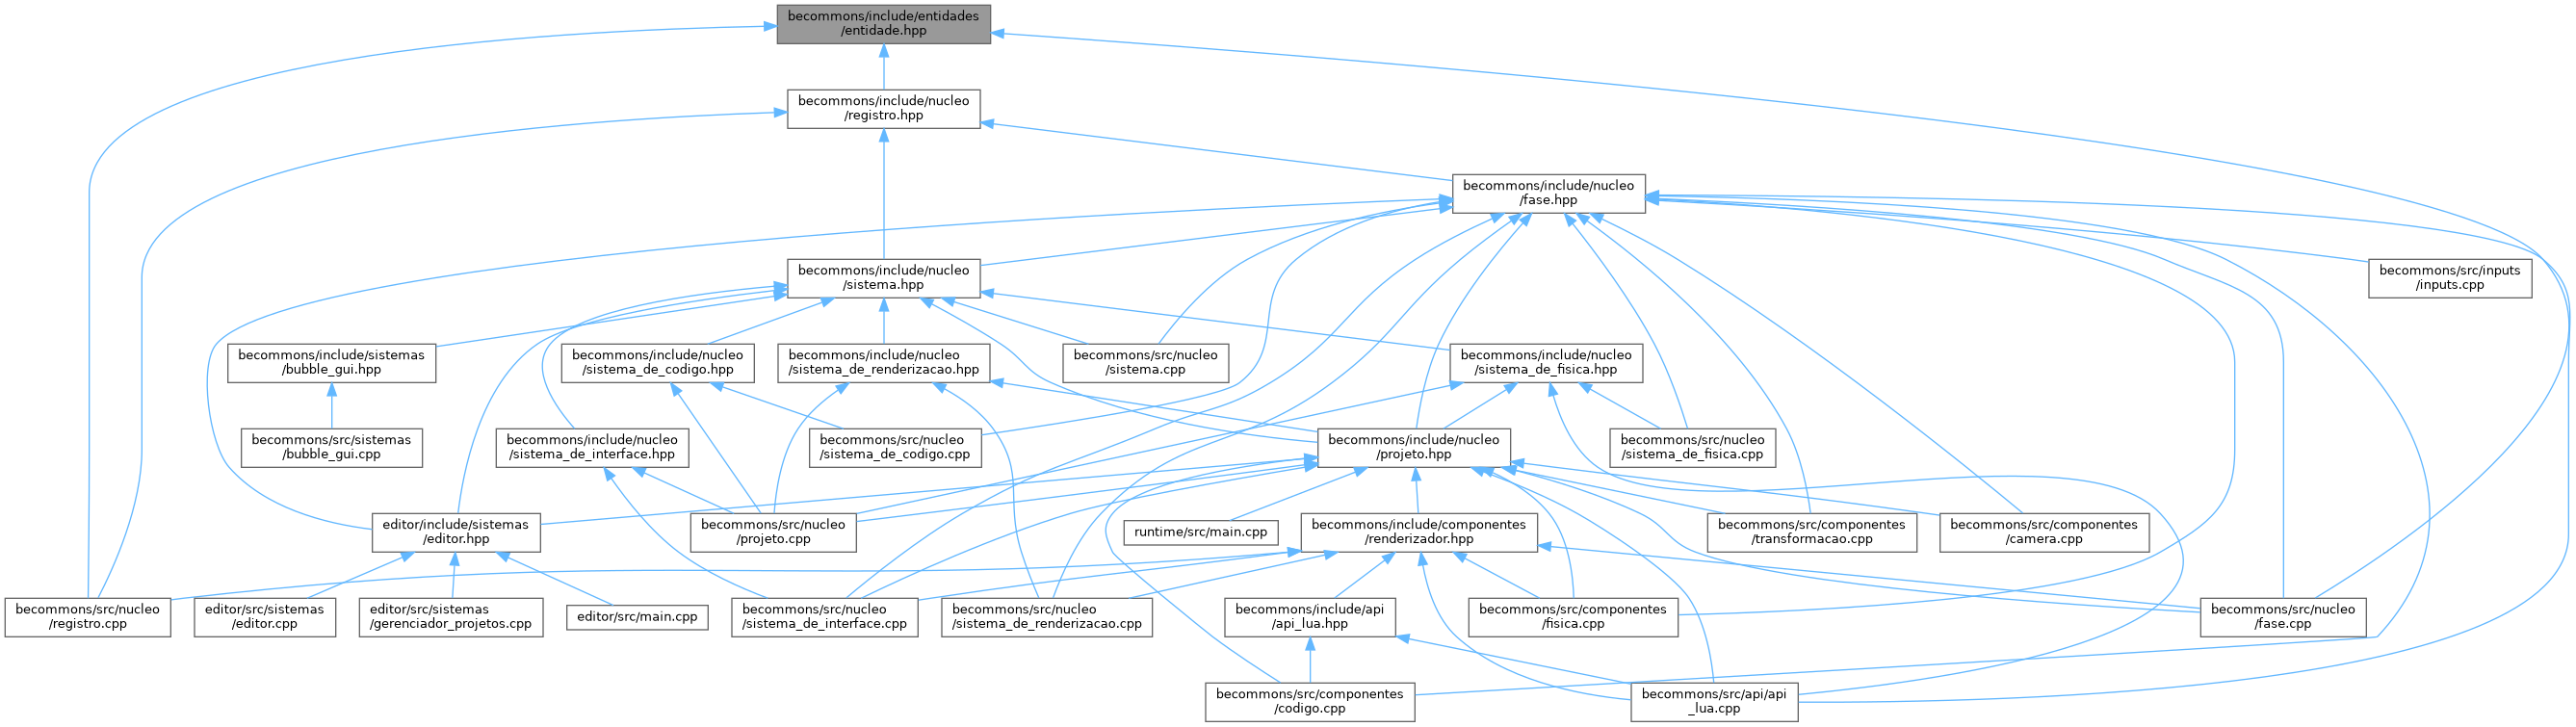 becommons/include/entidades
/entidade.hpp
becommons/include/nucleo
/registro.hpp
becommons/include/nucleo
/fase.hpp
becommons/include/nucleo
/sistema.hpp
becommons/src/inputs
/inputs.cpp
becommons/include/sistemas
/bubble_gui.hpp
becommons/include/nucleo
/sistema_de_codigo.hpp
becommons/include/nucleo
/sistema_de_renderizacao.hpp
becommons/src/nucleo
/sistema.cpp
becommons/include/nucleo
/sistema_de_fisica.hpp
becommons/src/sistemas
/bubble_gui.cpp
becommons/include/nucleo
/sistema_de_interface.hpp
becommons/src/nucleo
/sistema_de_codigo.cpp
becommons/include/nucleo
/projeto.hpp
becommons/src/nucleo
/sistema_de_fisica.cpp
editor/include/sistemas
/editor.hpp
becommons/src/nucleo
/projeto.cpp
runtime/src/main.cpp
becommons/include/componentes
/renderizador.hpp
becommons/src/componentes
/transformacao.cpp
becommons/src/componentes
/camera.cpp
becommons/src/nucleo
/registro.cpp
editor/src/sistemas
/editor.cpp
editor/src/sistemas
/gerenciador_projetos.cpp
editor/src/main.cpp
becommons/src/nucleo
/sistema_de_interface.cpp
becommons/src/nucleo
/sistema_de_renderizacao.cpp
becommons/include/api
/api_lua.hpp
becommons/src/componentes
/fisica.cpp
becommons/src/nucleo
/fase.cpp
becommons/src/componentes
/codigo.cpp
becommons/src/api/api
_lua.cpp